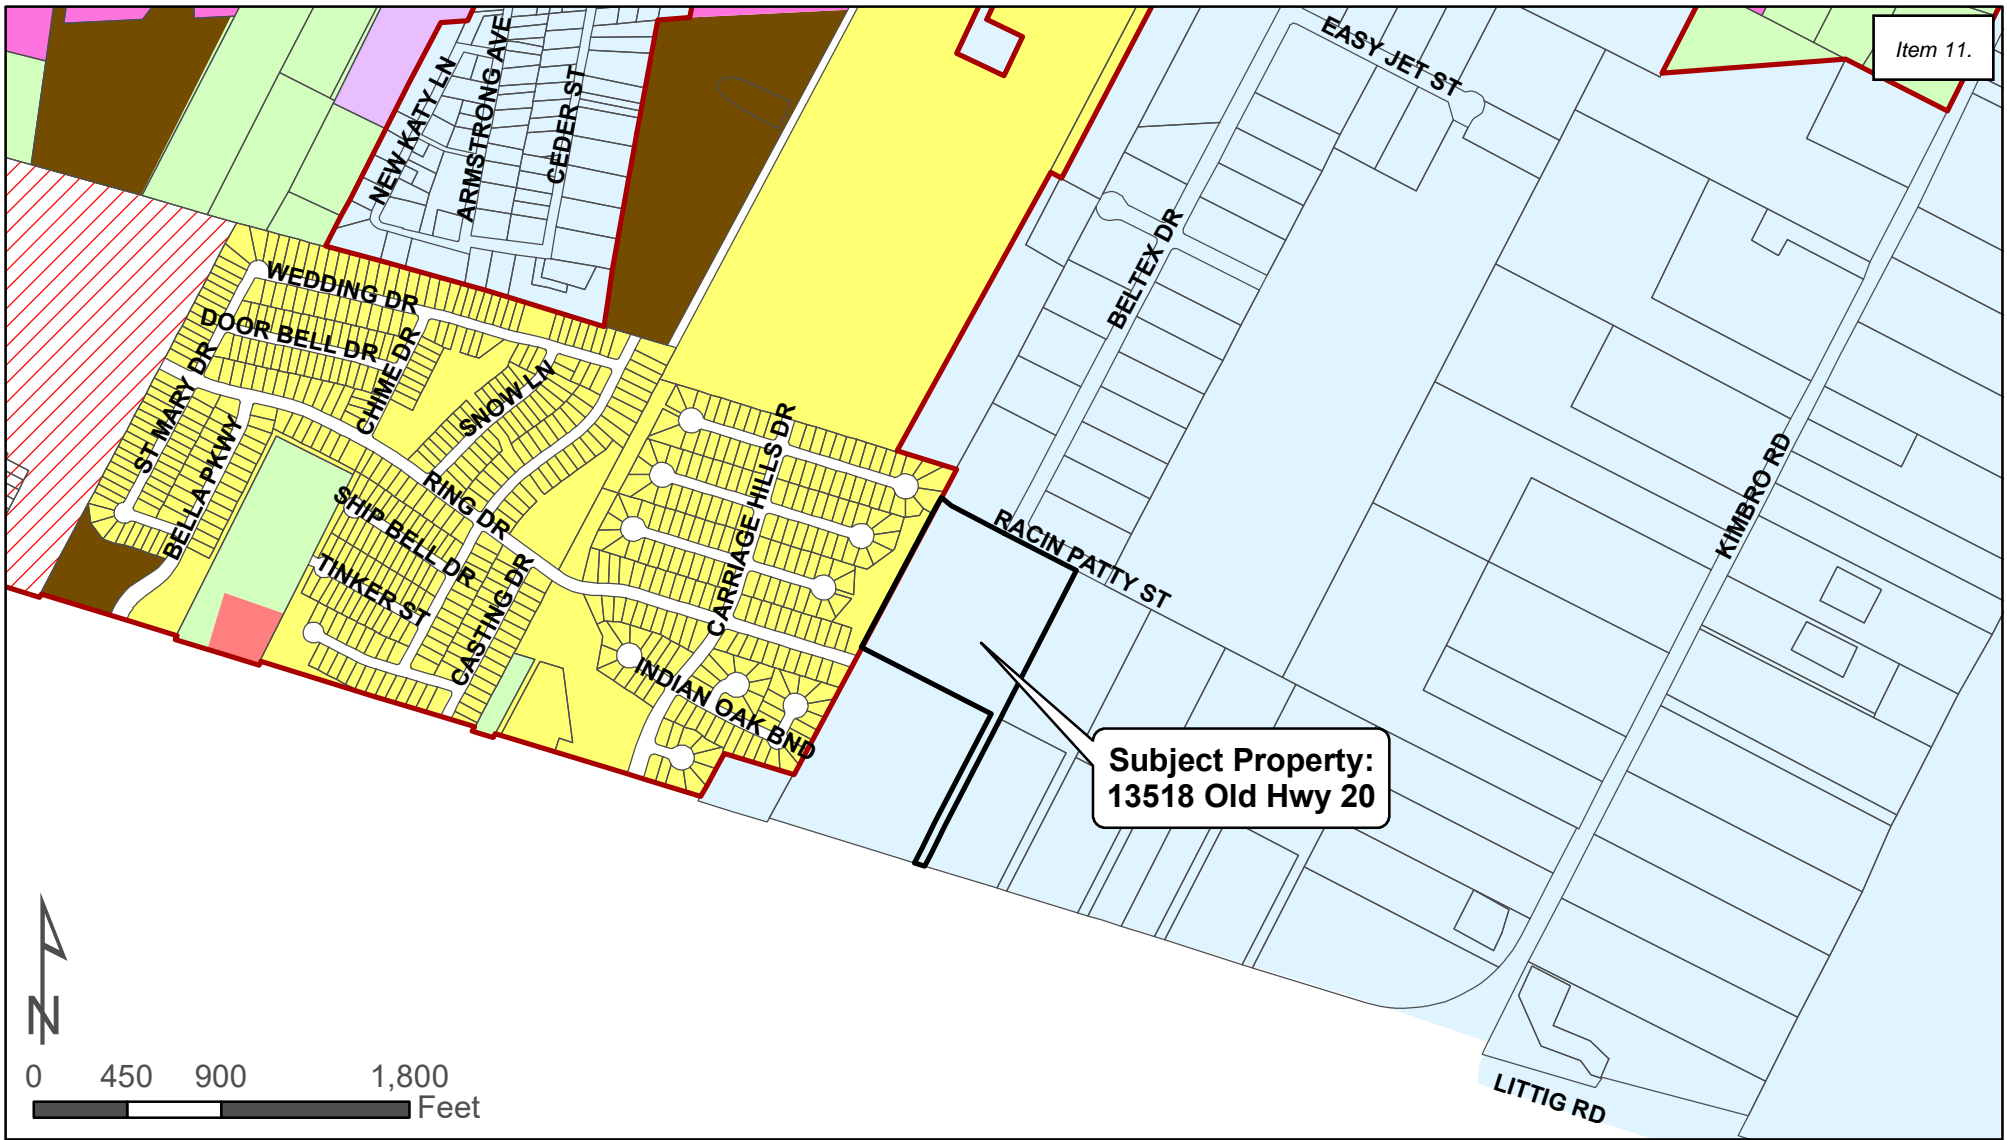 Item 11.
EASY JET ST
NEW KATY LN
ARMSTRONG AVE
CEDER ST
BELTEX DR
WEDDING DR
DOOR BELL DR
CHIME DR
ST MARY DR
SNOW LN
BELLA PKWY
RING DR
SHIP BELL DR
TINKER ST
CASTING DR
CARRIAGE HILLS DR
INDIAN OAK BND
RACIN PATTY ST
KIMBRO RD
Subject Property:
13518 Old Hwy 20
LITTIG RD
N
0 450 900 1,800
Feet